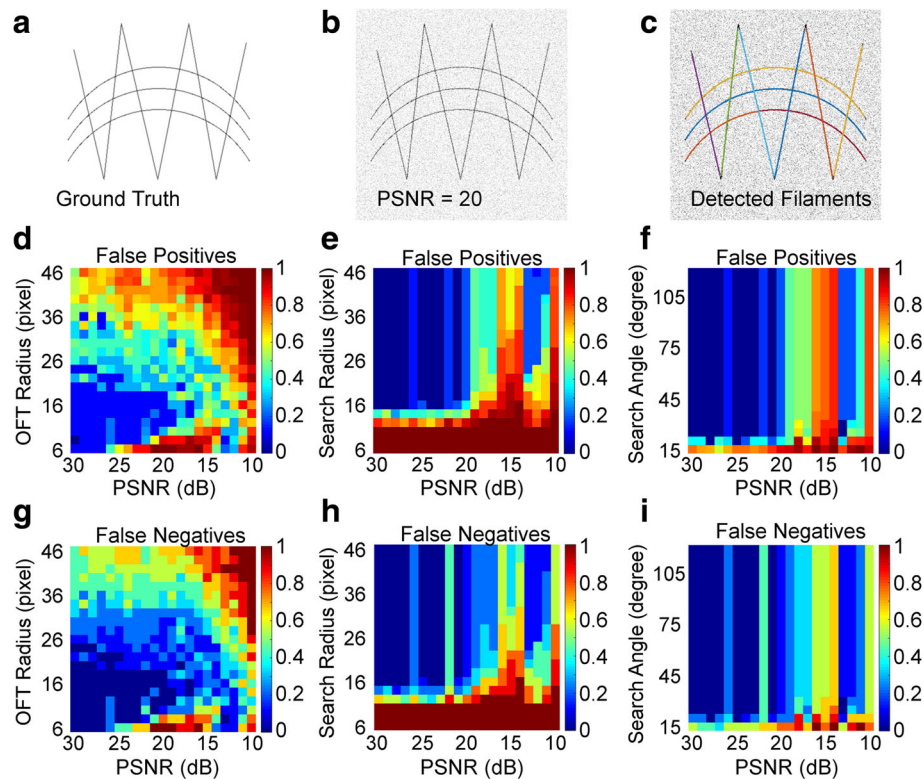 a
b
c
Ground Truth
PSNR = 20
Detected Filaments
d
e
f
False Positives
False Positives
False Positives
OFT Radius (pixel)
46
36
26
16
6
30 25 20 15 10
PSNR (dB)
1
0.8
0.6
0.4
0.2
0
Search Radius (pixel)
46
36
26
16
6
30 25 20 15 10
PSNR (dB)
1
0.8
0.6
0.4
0.2
0
Search Angle (degree)
105
75
45
15
30 25 20 15 10
PSNR (dB)
1
0.8
0.6
0.4
0.2
0
g
h
i
False Negatives
False Negatives
False Negatives
OFT Radius (pixel)
46
36
26
16
6
30 25 20 15 10
PSNR (dB)
1
0.8
0.6
0.4
0.2
0
Search Radius (pixel)
46
36
26
16
6
30 25 20 15 10
PSNR (dB)
1
0.8
0.6
0.4
0.2
0
Search Angle (degree)
105
75
45
15
30 25 20 15 10
PSNR (dB)
1
0.8
0.6
0.4
0.2
0